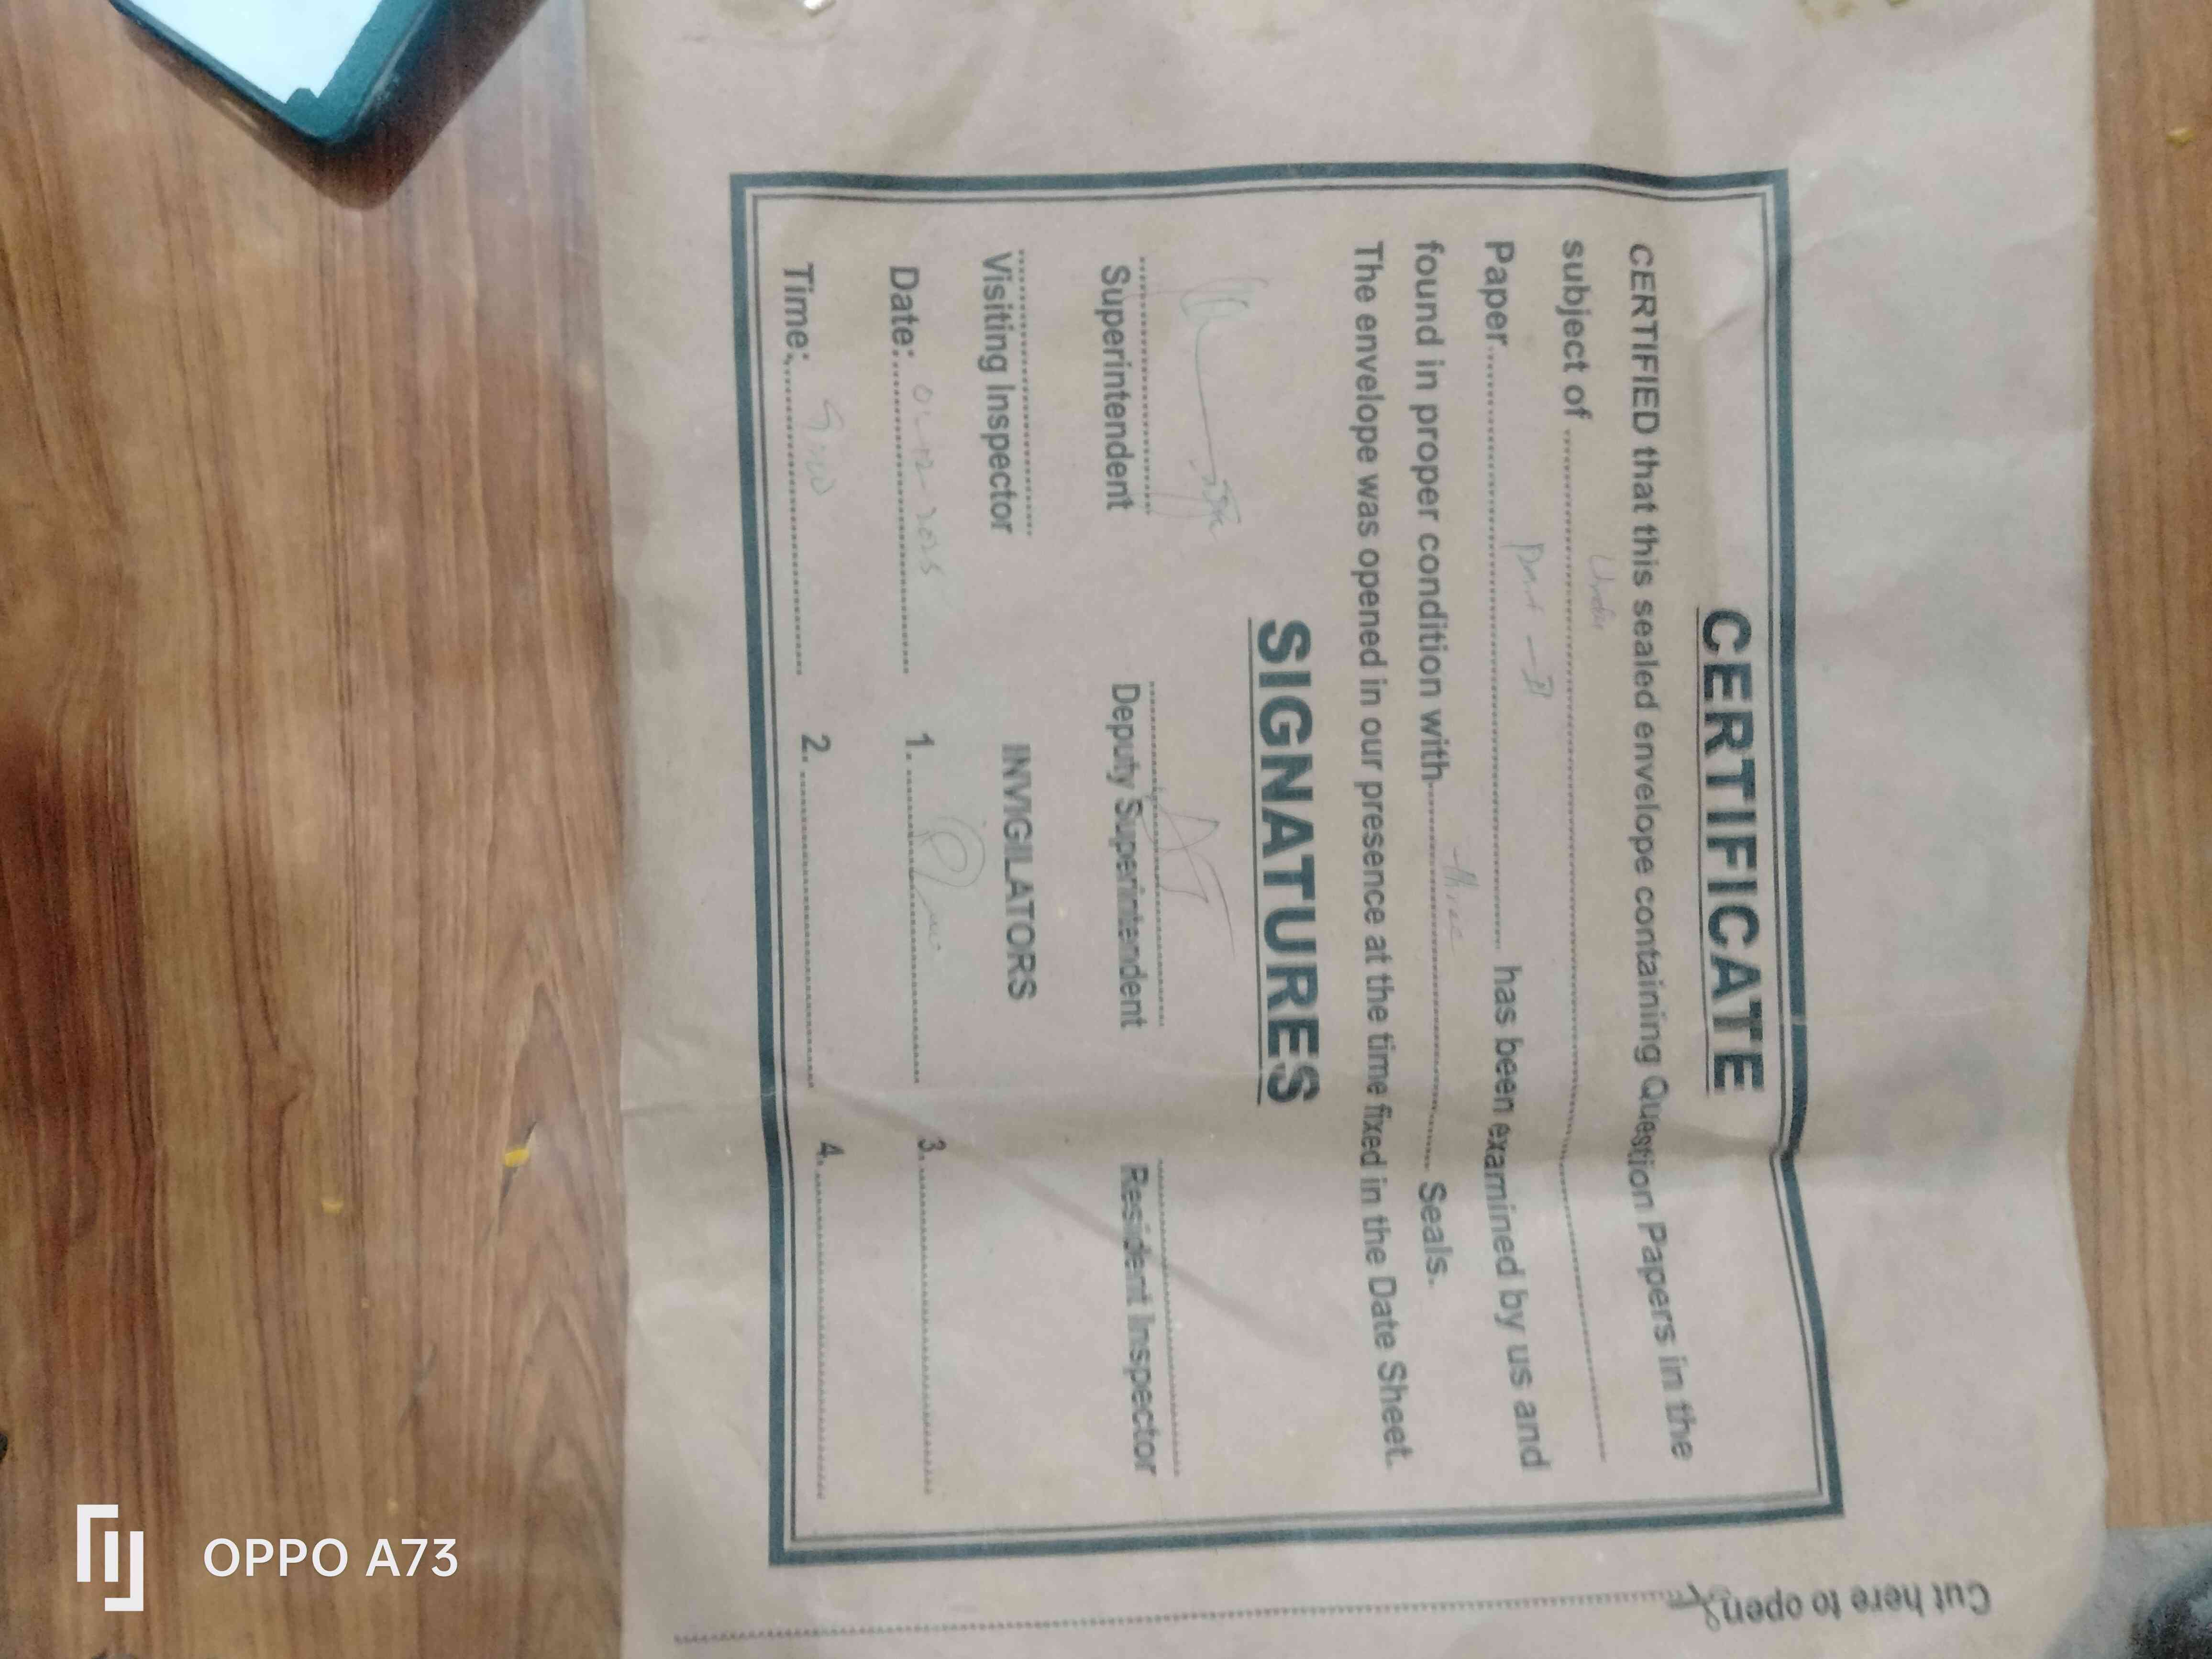 CERTIFICATE
CERTIFIED that this sealed envelope containing Question Papers in the
subject of ........ Urdu ........
Paper ........ Part - II ........ has been examined by us and
found in proper condition with ........ three ........ Seals.
The envelope was opened in our presence at the time fixed in the Date Sheet.
SIGNATURES
Superintendent Deputy Superintendent Resident Inspector
Visiting Inspector INVIGILATORS
Date: 1. 3.
Time: 2. 4.
Cut here to open
OPPO A73